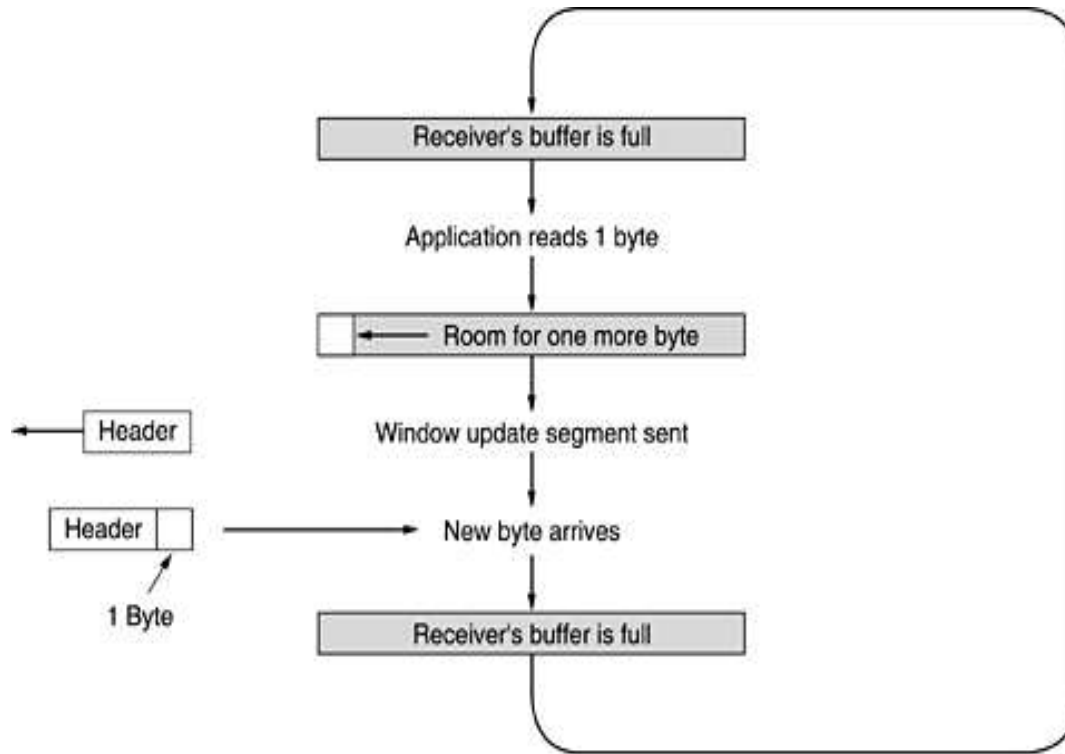 Receiver's buffer is full
Application reads 1 byte
Room for one more byte
Header
Window update segment sent
Header
New byte arrives
1 Byte
Receiver's buffer is full